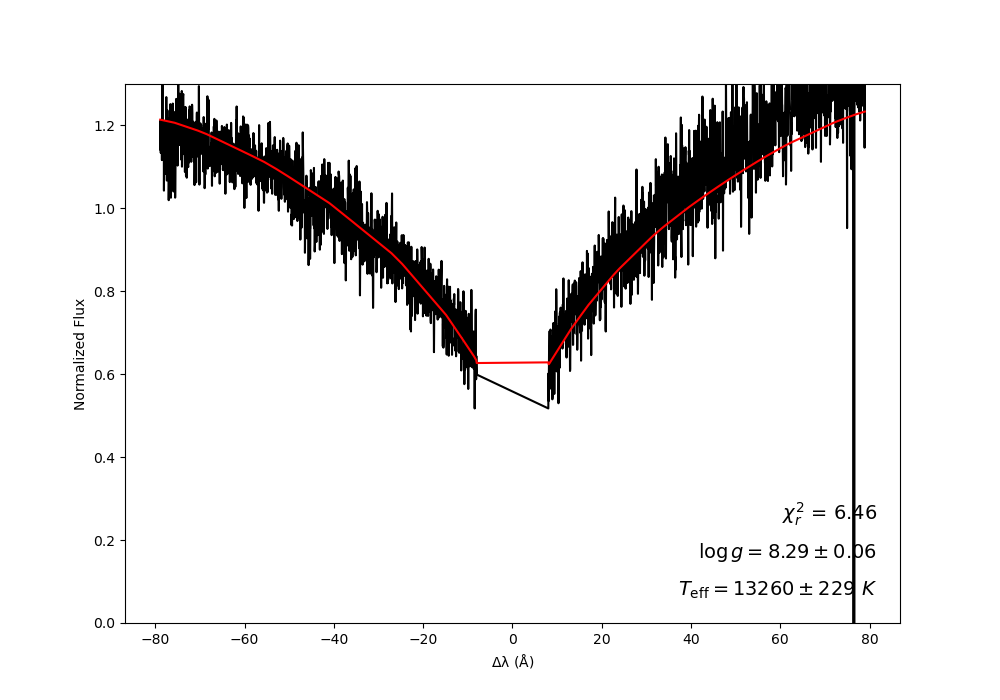 Normalized Flux
1.2
1.0
0.8
0.6
0.4
0.2
0.0
χ²ᵣ = 6.46
log g = 8.29 ± 0.06
T_eff = 13260 ± 229 K
−80 −60 −40 −20 0 20 40 60 80
Δλ (Å)